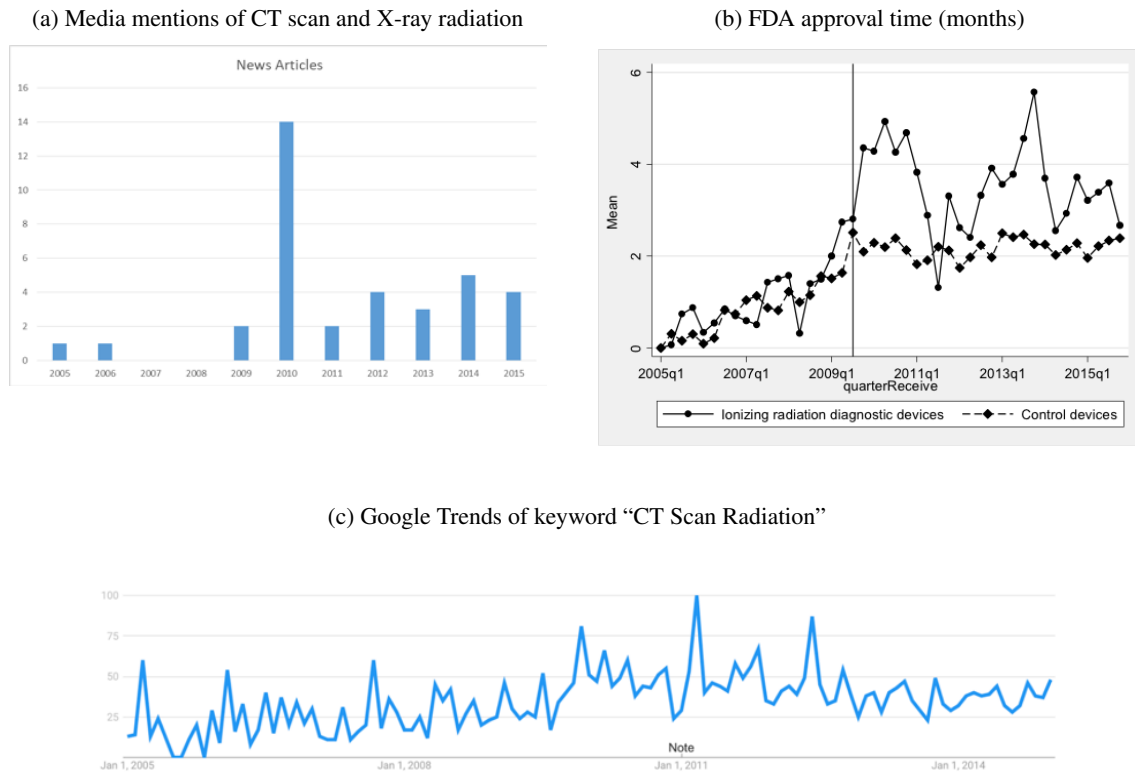 (a) Media mentions of CT scan and X-ray radiation
News Articles
16
14
12
10
8
6
4
2
0
2005 2006 2007 2008 2009 2010 2011 2012 2013 2014 2015
(b) FDA approval time (months)
6
4
2
0
Mean
2005q1 2007q1 2009q1 2011q1 2013q1 2015q1
quarterReceive
Ionizing radiation diagnostic devices Control devices
(c) Google Trends of keyword “CT Scan Radiation”
100
75
50
25
Note
Jan 1, 2005 Jan 1, 2008 Jan 1, 2011 Jan 1, 2014